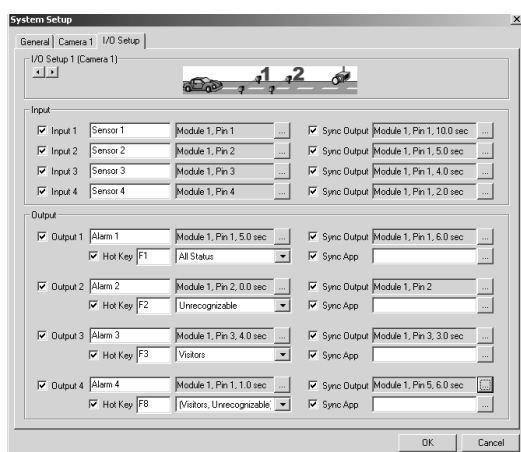 System Setup X
General Camera 1 I/O Setup
I/O Setup 1 (Camera 1)
1 2
Input
Input 1 Sensor 1 Module 1, Pin 1 ... Sync Output Module 1, Pin 1, 10.0 sec ...
Input 2 Sensor 2 Module 1, Pin 2 ... Sync Output Module 1, Pin 1, 5.0 sec ...
Input 3 Sensor 3 Module 1, Pin 3 ... Sync Output Module 1, Pin 1, 4.0 sec ...
Input 4 Sensor 4 Module 1, Pin 4 ... Sync Output Module 1, Pin 1, 2.0 sec ...
Output
Output 1 Alarm 1 Module 1, Pin 1, 5.0 sec ... Sync Output Module 1, Pin 1, 6.0 sec ...
Hot Key F1 All Status Sync App ...
Output 2 Alarm 2 Module 1, Pin 2, 0.0 sec ... Sync Output Module 1, Pin 2 ...
Hot Key F2 Unrecognizable Sync App ...
Output 3 Alarm 3 Module 1, Pin 3, 4.0 sec ... Sync Output Module 1, Pin 3, 3.0 sec ...
Hot Key F3 Visitors Sync App ...
Output 4 Alarm 4 Module 1, Pin 1, 1.0 sec ... Sync Output Module 1, Pin 5, 6.0 sec ...
Hot Key F8 (Visitors, Unrecognizable) Sync App ...
OK Cancel